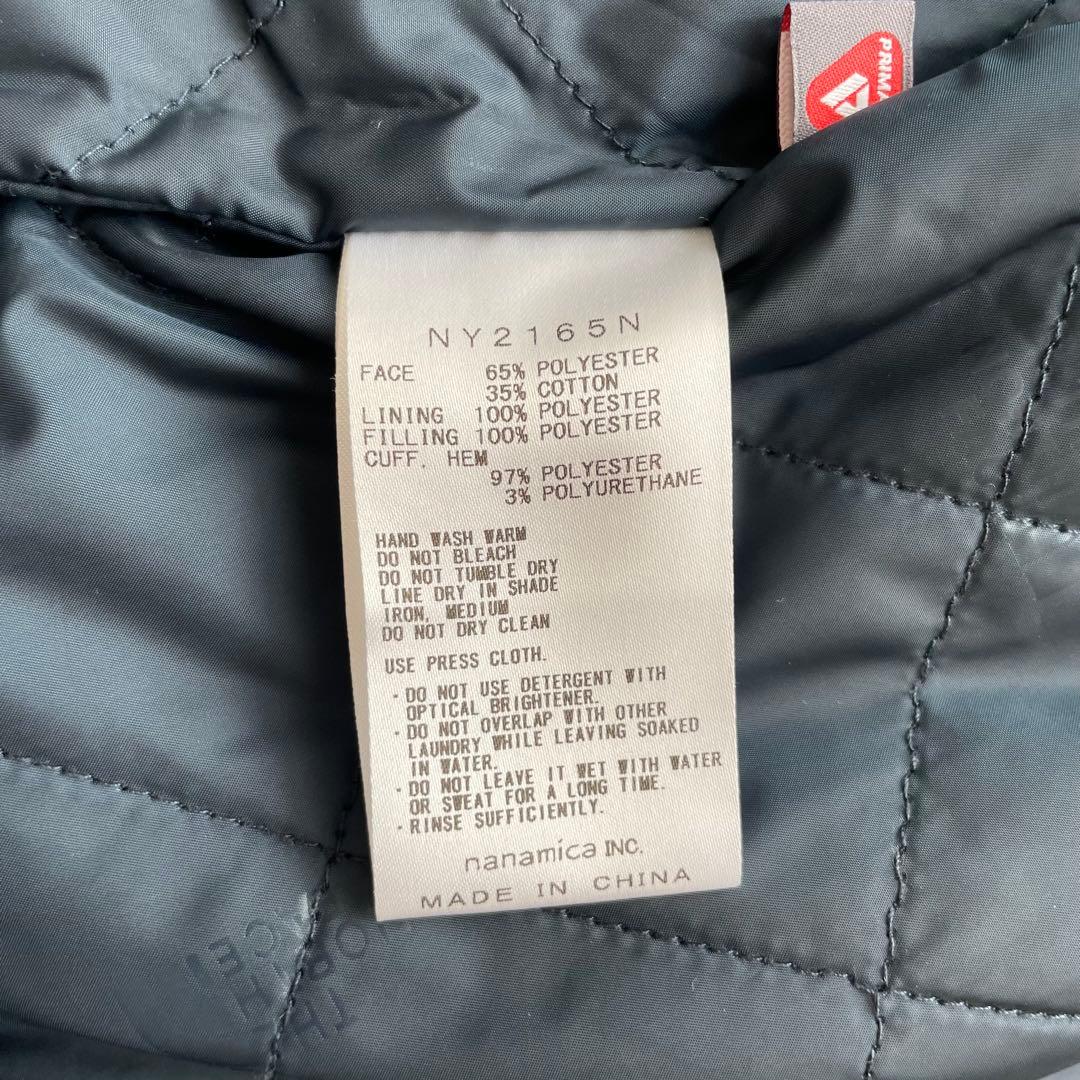 NY2165N
FACE 65% POLYESTER
35% COTTON
LINING 100% POLYESTER
FILLING 100% POLYESTER
CUFF. HEM
97% POLYESTER
3% POLYURETHANE
HAND WASH WARM
DO NOT BLEACH
DO NOT TUMBLE DRY
LINE DRY IN SHADE
IRON, MEDIUM
DO NOT DRY CLEAN
USE PRESS CLOTH.
・DO NOT USE DETERGENT WITH
OPTICAL BRIGHTENER.
・DO NOT OVERLAP WITH OTHER
LAUNDRY WHILE LEAVING SOAKED
IN WATER.
・DO NOT LEAVE IT WET WITH WATER
OR SWEAT FOR A LONG TIME.
・RINSE SUFFICIENTLY.
nanamica INC.
MADE IN CHINA